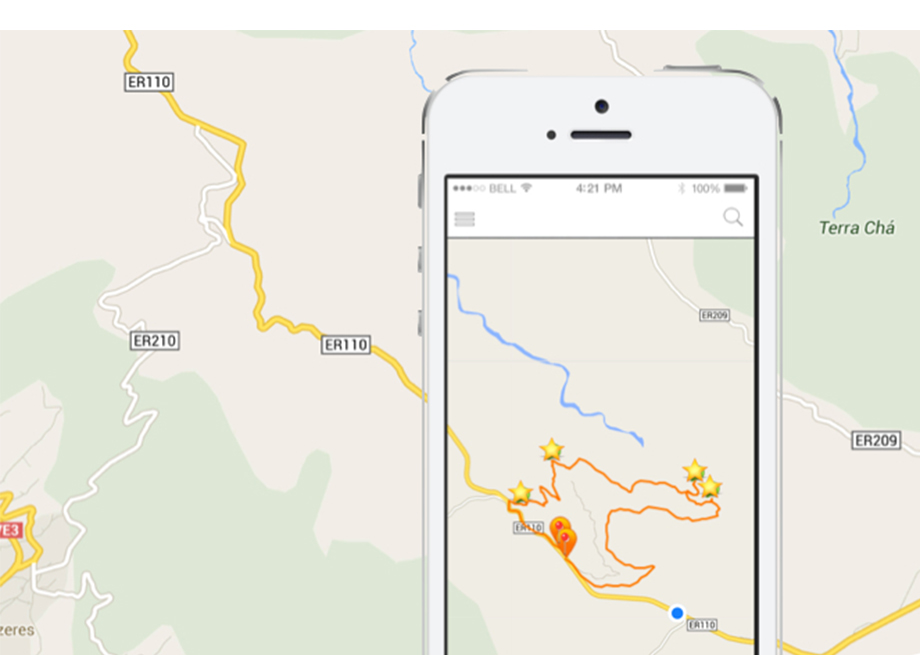 ER110
BELL
4:21 PM
100%
Terra Chá
ER209
ER210
ER110
ER209
ER110
VE3
ER110
zeres